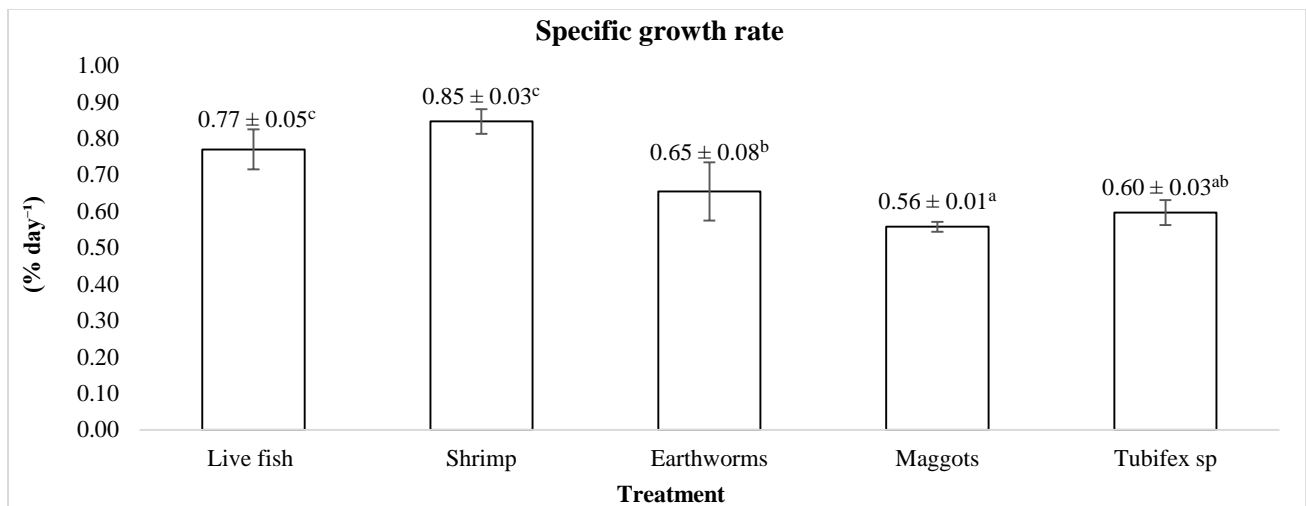 Specific growth rate
(% day⁻¹)
1.00
0.90
0.80
0.70
0.60
0.50
0.40
0.30
0.20
0.10
0.00
0.77 ± 0.05ᶜ
0.85 ± 0.03ᶜ
0.65 ± 0.08ᵇ
0.56 ± 0.01ᵃ
0.60 ± 0.03ᵃᵇ
Live fish
Shrimp
Earthworms
Maggots
Tubifex sp
Treatment